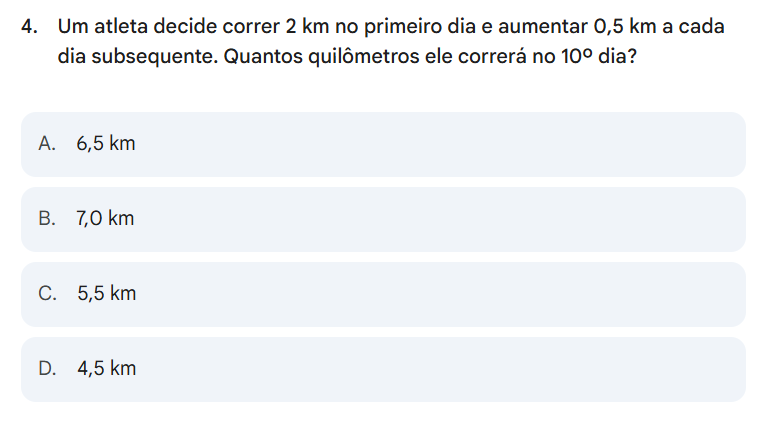 4. Um atleta decide correr 2 km no primeiro dia e aumentar 0,5 km a cada
dia subsequente. Quantos quilômetros ele correrá no 10º dia?
A. 6,5 km
B. 7,0 km
C. 5,5 km
D. 4,5 km